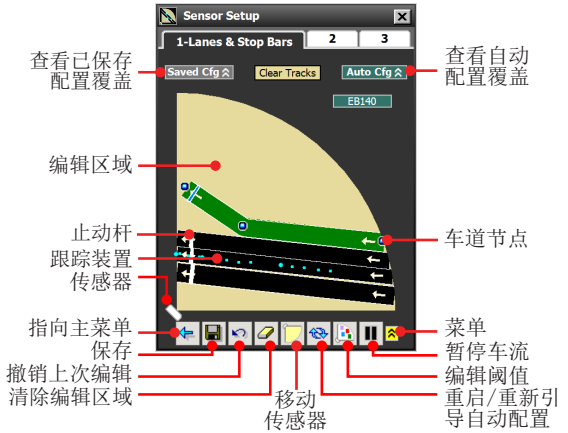 Sensor Setup
1-Lanes & Stop Bars
2
3
查看已保存
配置覆盖
Saved Cfg
Clear Tracks
Auto Cfg
查看自动
配置覆盖
EB140
编辑区域
止动杆
跟踪装置
传感器
车道节点
指向主菜单
保存
撤销上次编辑
清除编辑区域
移动
传感器
菜单
暂停车流
编辑阈值
重启/重新引
导自动配置